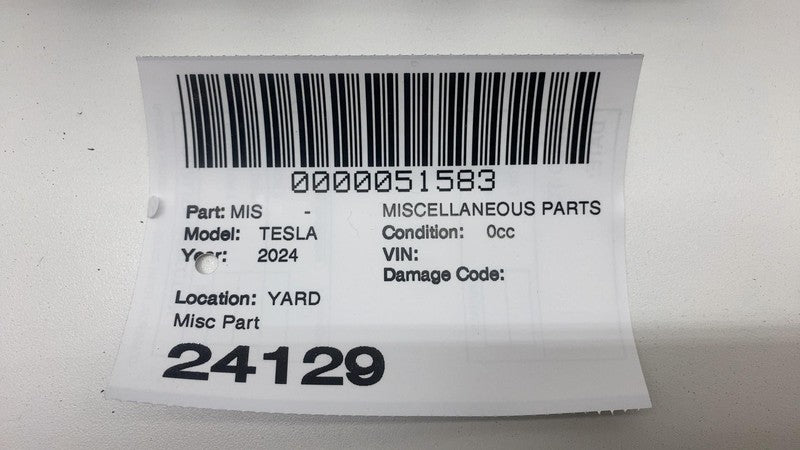 0000051583
Part: MIS - MISCELLANEOUS PARTS
Model: TESLA Condition: 0cc
Year: 2024 VIN:
Damage Code:
Location: YARD
Misc Part
24129